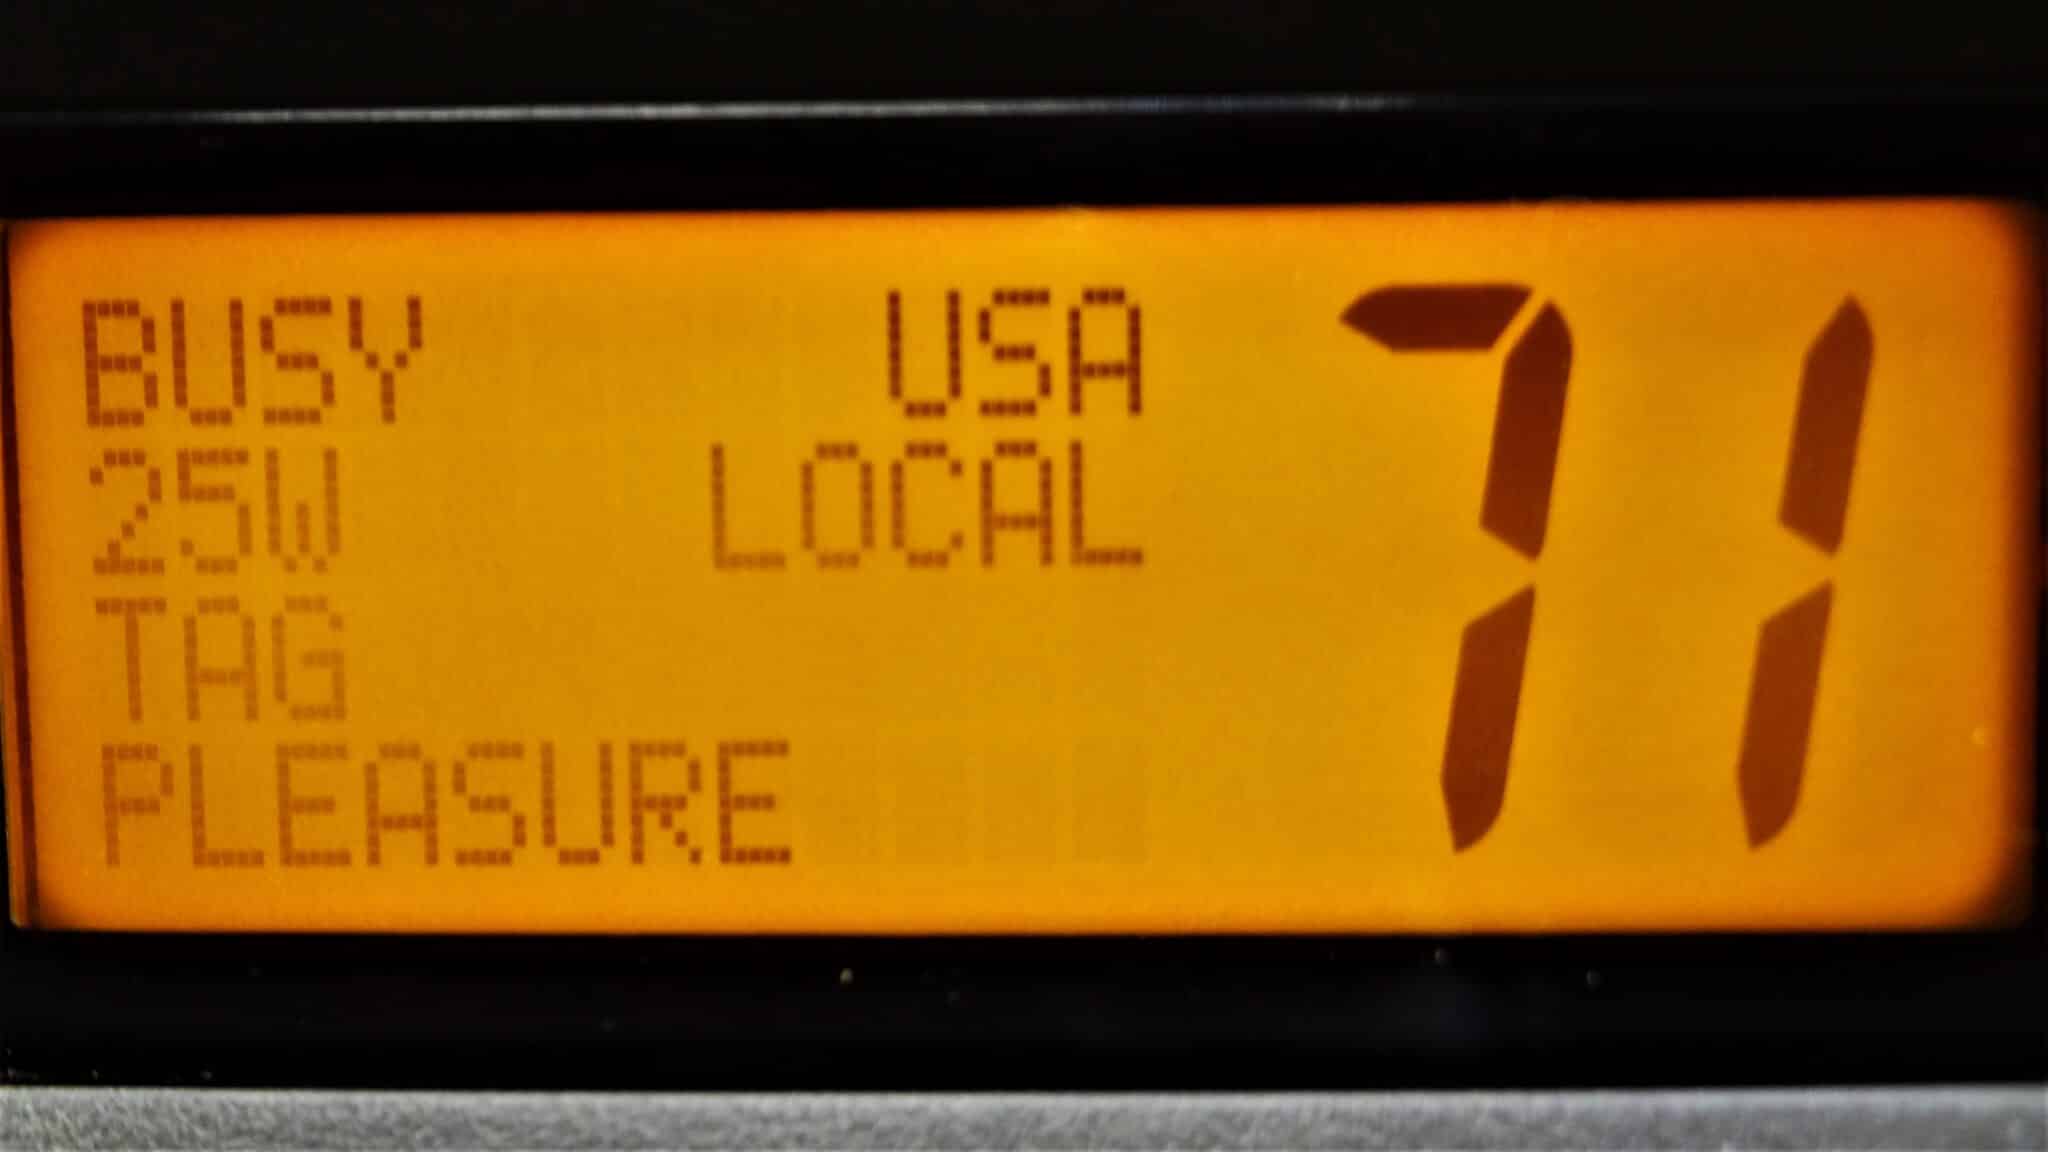 BUSY USA 71
25W LOCAL
TAG
PLEASURE